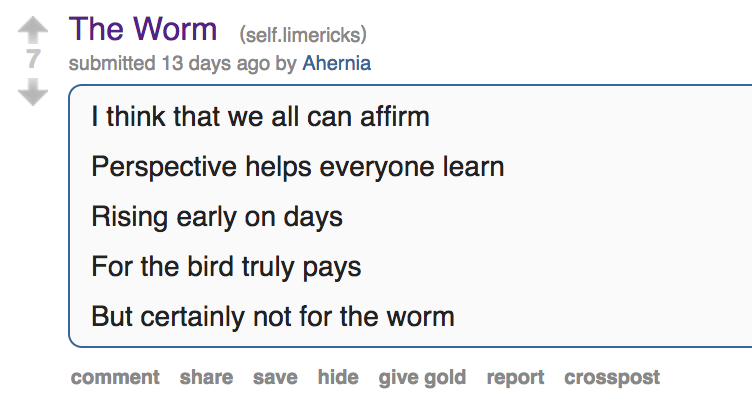 The Worm (self.limericks)
7
submitted 13 days ago by Ahernia
I think that we all can affirm
Perspective helps everyone learn
Rising early on days
For the bird truly pays
But certainly not for the worm
comment share save hide give gold report crosspost